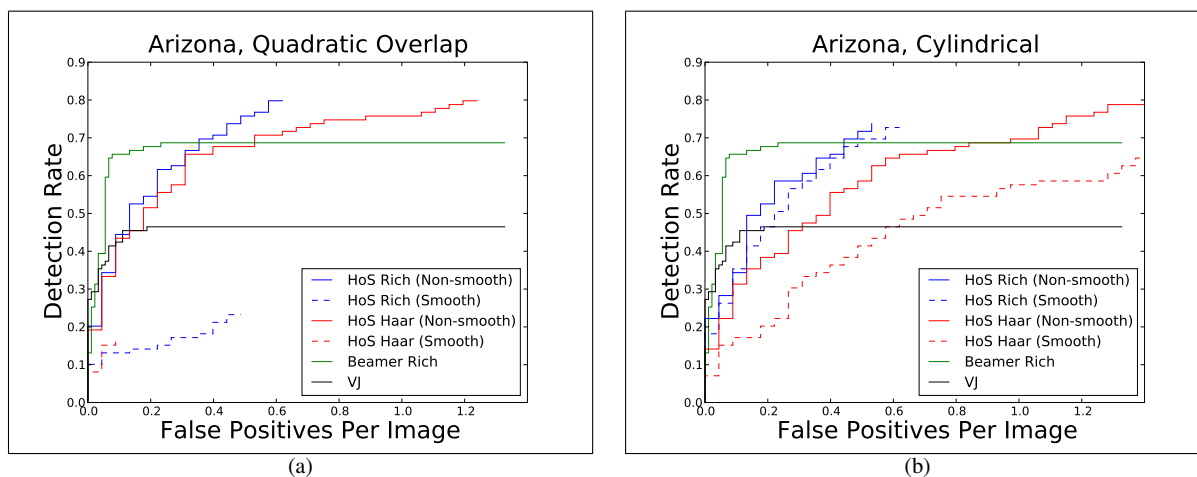 Arizona, Quadratic Overlap
0.9
0.8
0.7
0.6
0.5
0.4
0.3
0.2
0.1
0.0
Detection Rate
HoS Rich (Non-smooth)
HoS Rich (Smooth)
HoS Haar (Non-smooth)
HoS Haar (Smooth)
Beamer Rich
VJ
0.0 0.2 0.4 0.6 0.8 1.0 1.2
False Positives Per Image
(a)
Arizona, Cylindrical
0.9
0.8
0.7
0.6
0.5
0.4
0.3
0.2
0.1
0.0
Detection Rate
HoS Rich (Non-smooth)
HoS Rich (Smooth)
HoS Haar (Non-smooth)
HoS Haar (Smooth)
Beamer Rich
VJ
0.0 0.2 0.4 0.6 0.8 1.0 1.2
False Positives Per Image
(b)